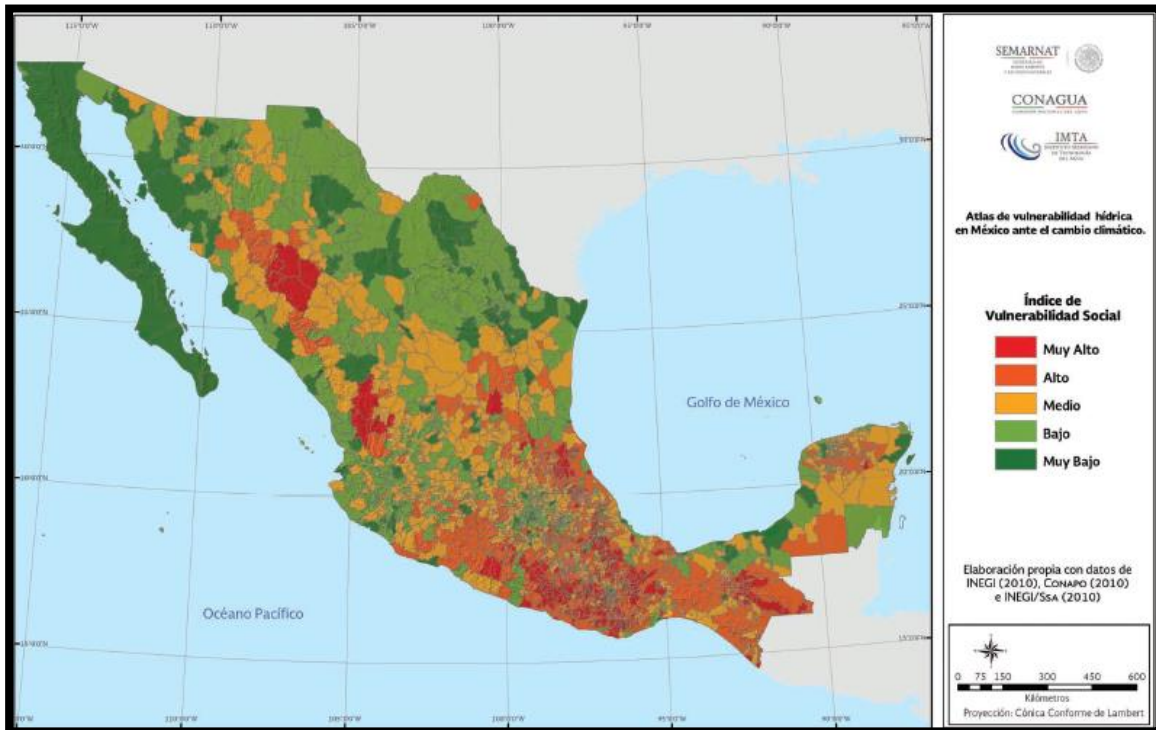 SEMARNAT
CONAGUA
IMTA
Atlas de vulnerabilidad hídrica
en México ante el cambio climático.
Índice de
Vulnerabilidad Social
Muy Alto
Alto
Medio
Bajo
Muy Bajo
Golfo de México
Océano Pacífico
Elaboración propia con datos de
INEGI (2010), CONAPO (2010)
e INEGI/SSA (2010)
0 75 150 300 450 600
Kilómetros
Proyección: Cónica Conforme de Lambert